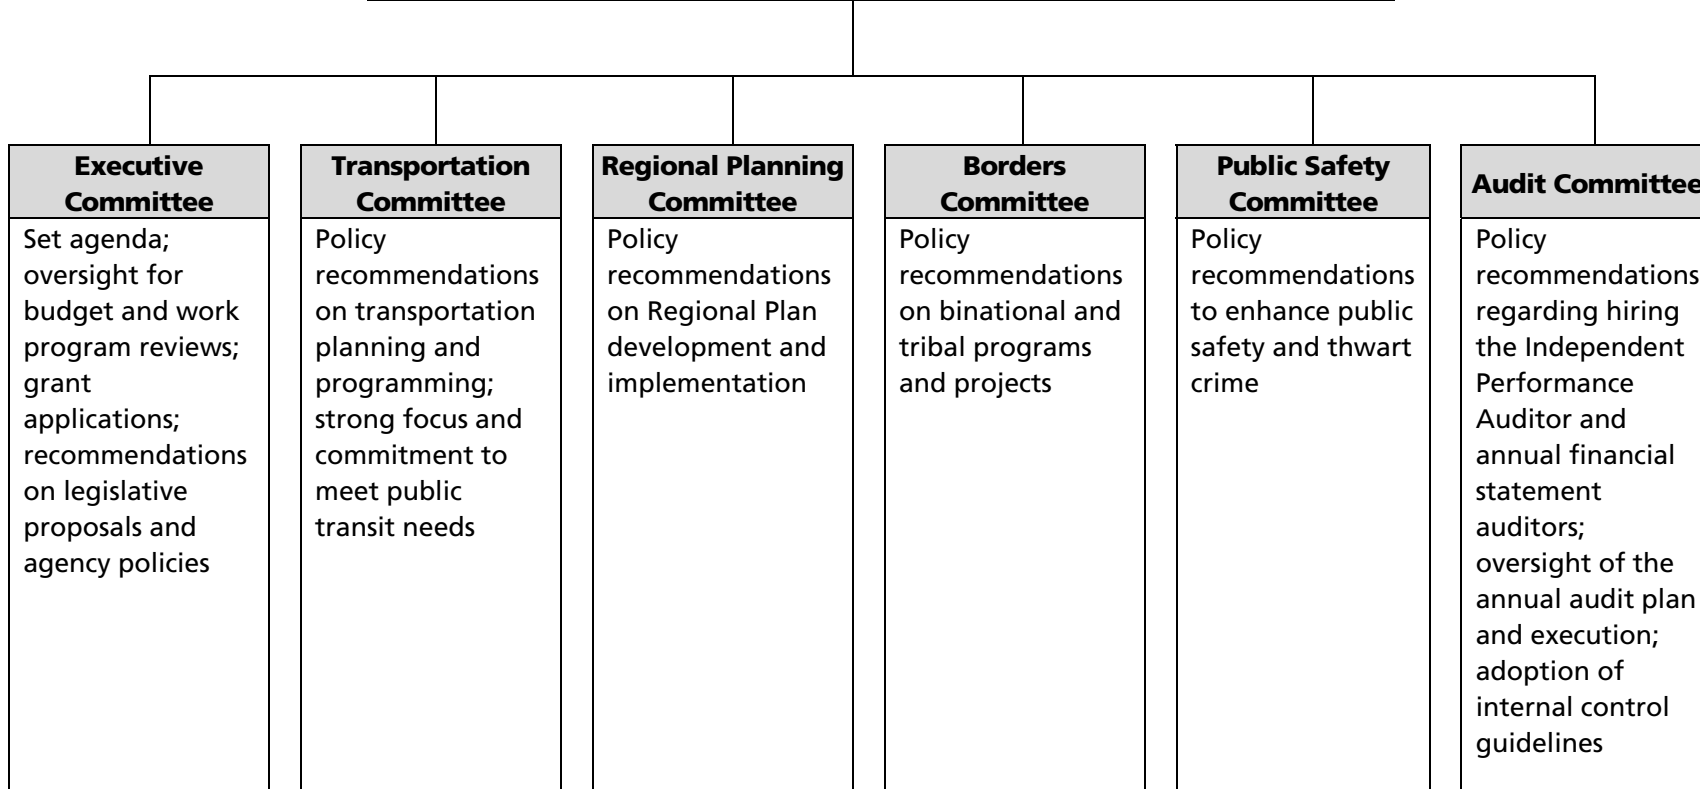 Executive
Committee
Set agenda;
oversight for
budget and work
program reviews;
grant
applications;
recommendations
on legislative
proposals and
agency policies
Transportation
Committee
Policy
recommendations
on transportation
planning and
programming;
strong focus and
commitment to
meet public
transit needs
Regional Planning
Committee
Policy
recommendations
on Regional Plan
development and
implementation
Borders
Committee
Policy
recommendations
on binational and
tribal programs
and projects
Public Safety
Committee
Policy
recommendations
to enhance public
safety and thwart
crime
Audit Committee
Policy
recommendations
regarding hiring
the Independent
Performance
Auditor and
annual financial
statement
auditors;
oversight of the
annual audit plan
and execution;
adoption of
internal control
guidelines